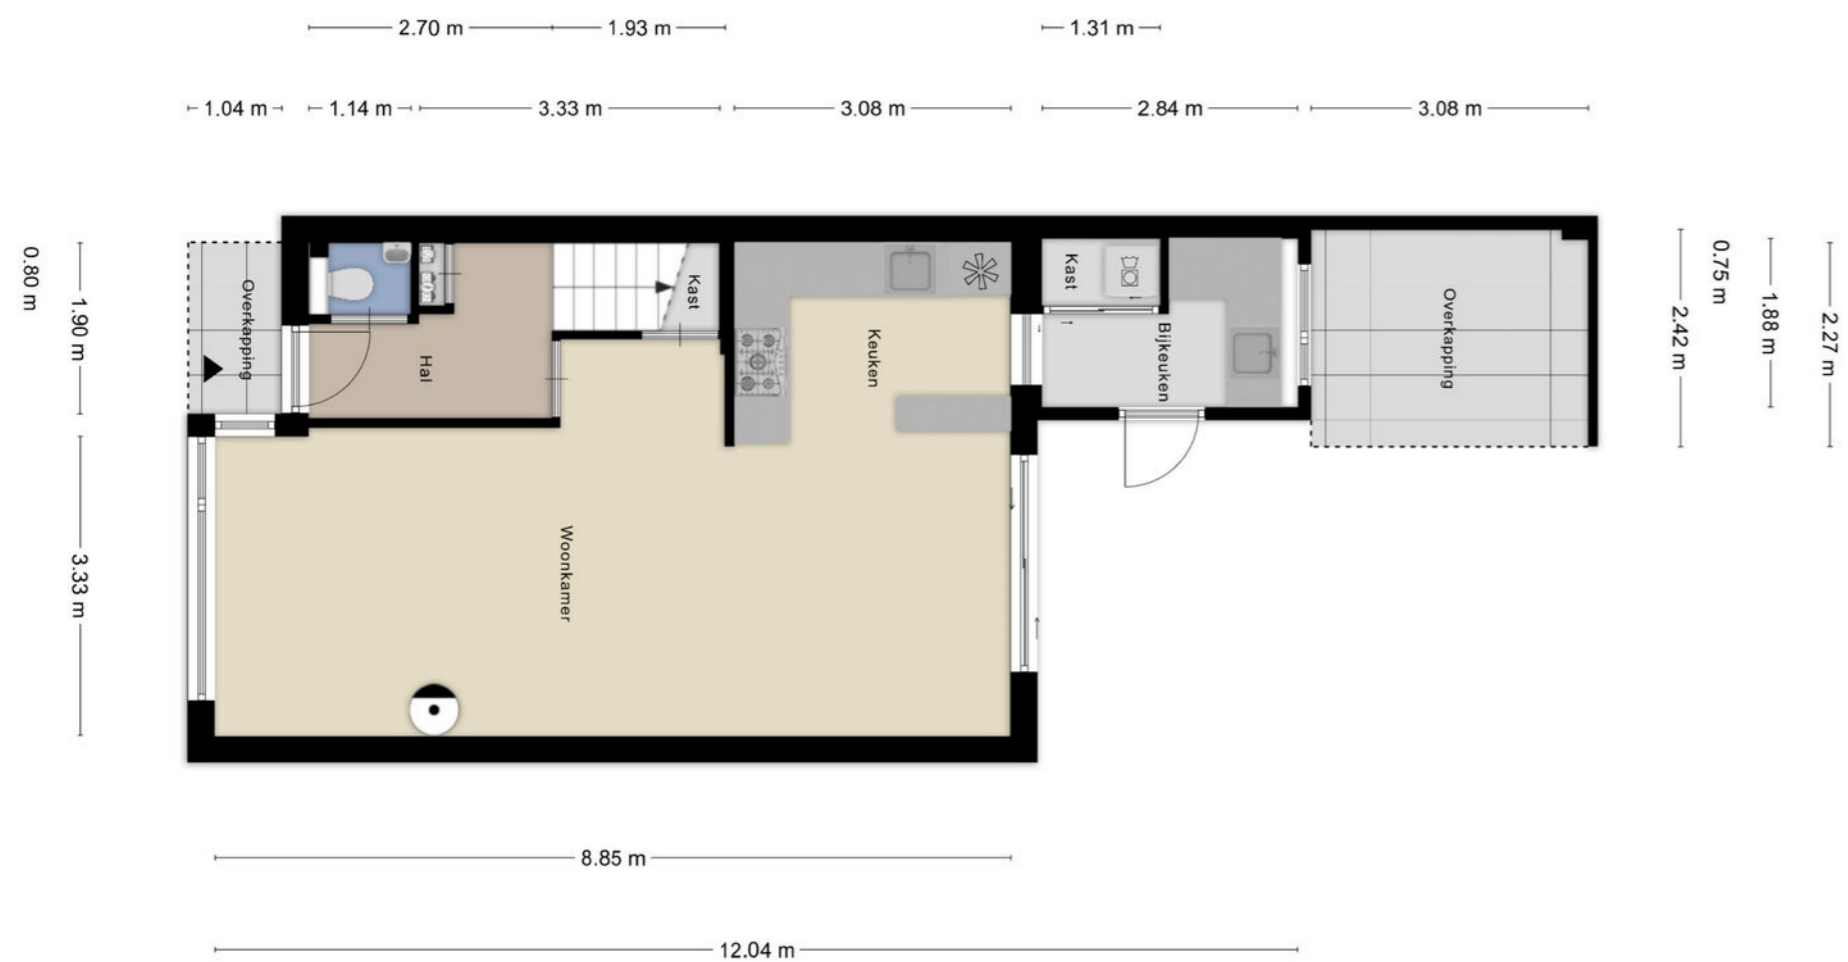 2.70 m
1.93 m
1.31 m
1.04 m
1.14 m
3.33 m
3.08 m
2.84 m
3.08 m
0.80 m
1.90 m
3.33 m
Overkapping
Hal
Kast
Keuken
Kast
Bijkeuken
Overkapping
Woonkamer
2.42 m
0.75 m
1.88 m
2.27 m
8.85 m
12.04 m